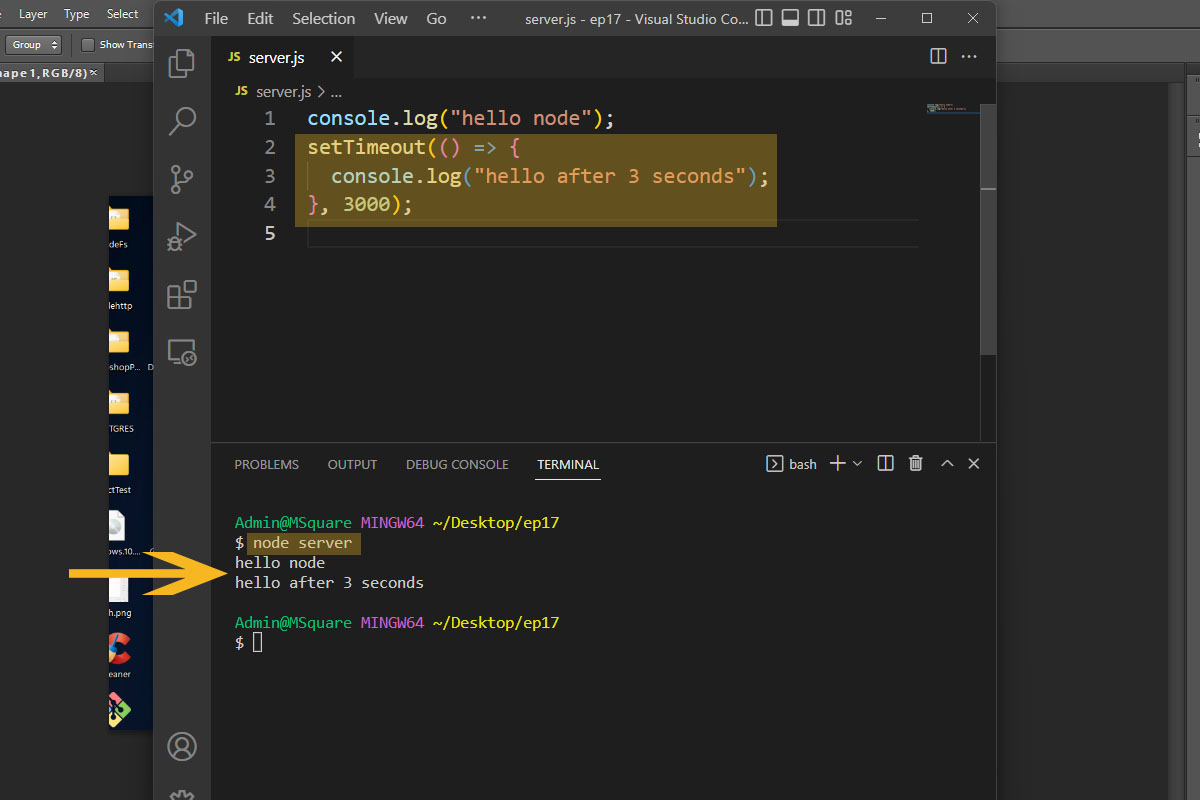 Layer Type Select
Group Show Trans
hape 1, RGB/8)
File Edit Selection View Go ··· server.js - ep17 - Visual Studio Co...
JS server.js
JS server.js > ...
1 console.log("hello node");
2 setTimeout(() => {
3 console.log("hello after 3 seconds");
4 }, 3000);
5
deFs
lehttp
shopP... D
TGRES
ctTest
ows.10....
h.png
eaner
PROBLEMS OUTPUT DEBUG CONSOLE TERMINAL bash
Admin@MSquare MINGW64 ~/Desktop/ep17
$ node server
hello node
hello after 3 seconds
Admin@MSquare MINGW64 ~/Desktop/ep17
$